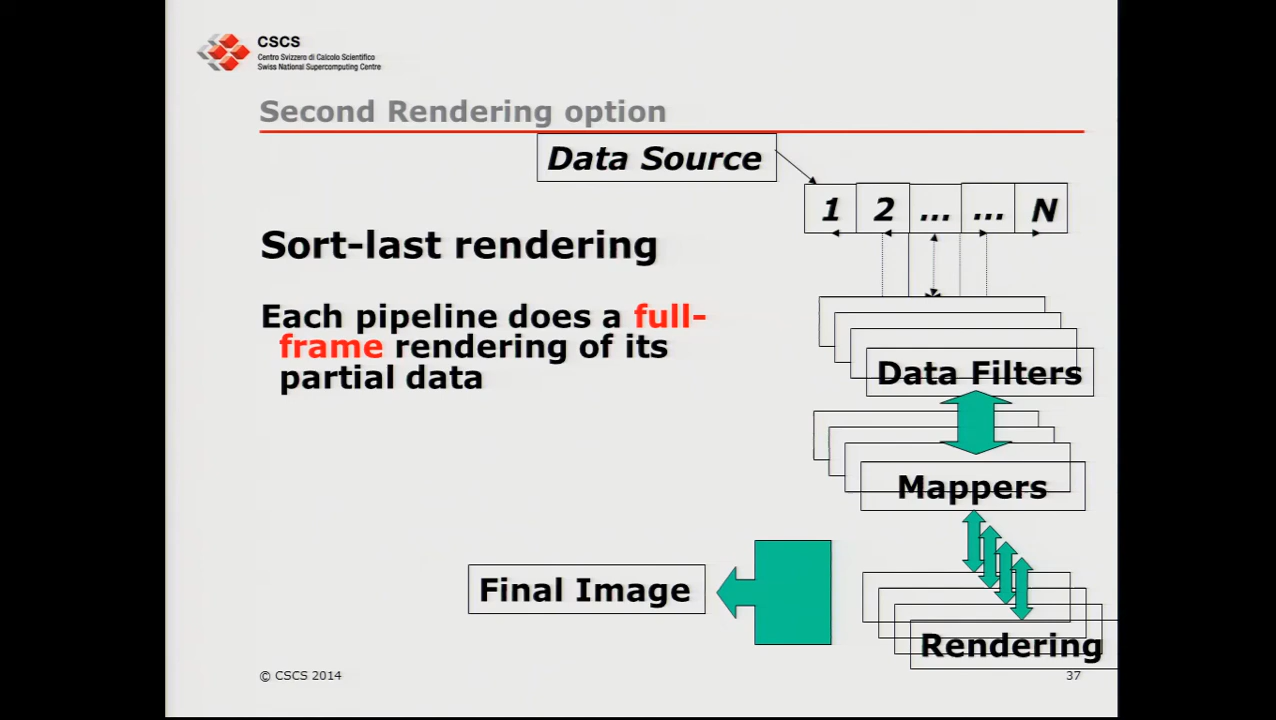 CSCS
Centro Svizzero di Calcolo Scientifico
Swiss National Supercomputing Centre
Second Rendering option
Data Source
1 2 ... ... N
Sort-last rendering
Each pipeline does a full-
frame rendering of its
partial data
Data Filters
Mappers
Final Image
Rendering
© CSCS 2014
37